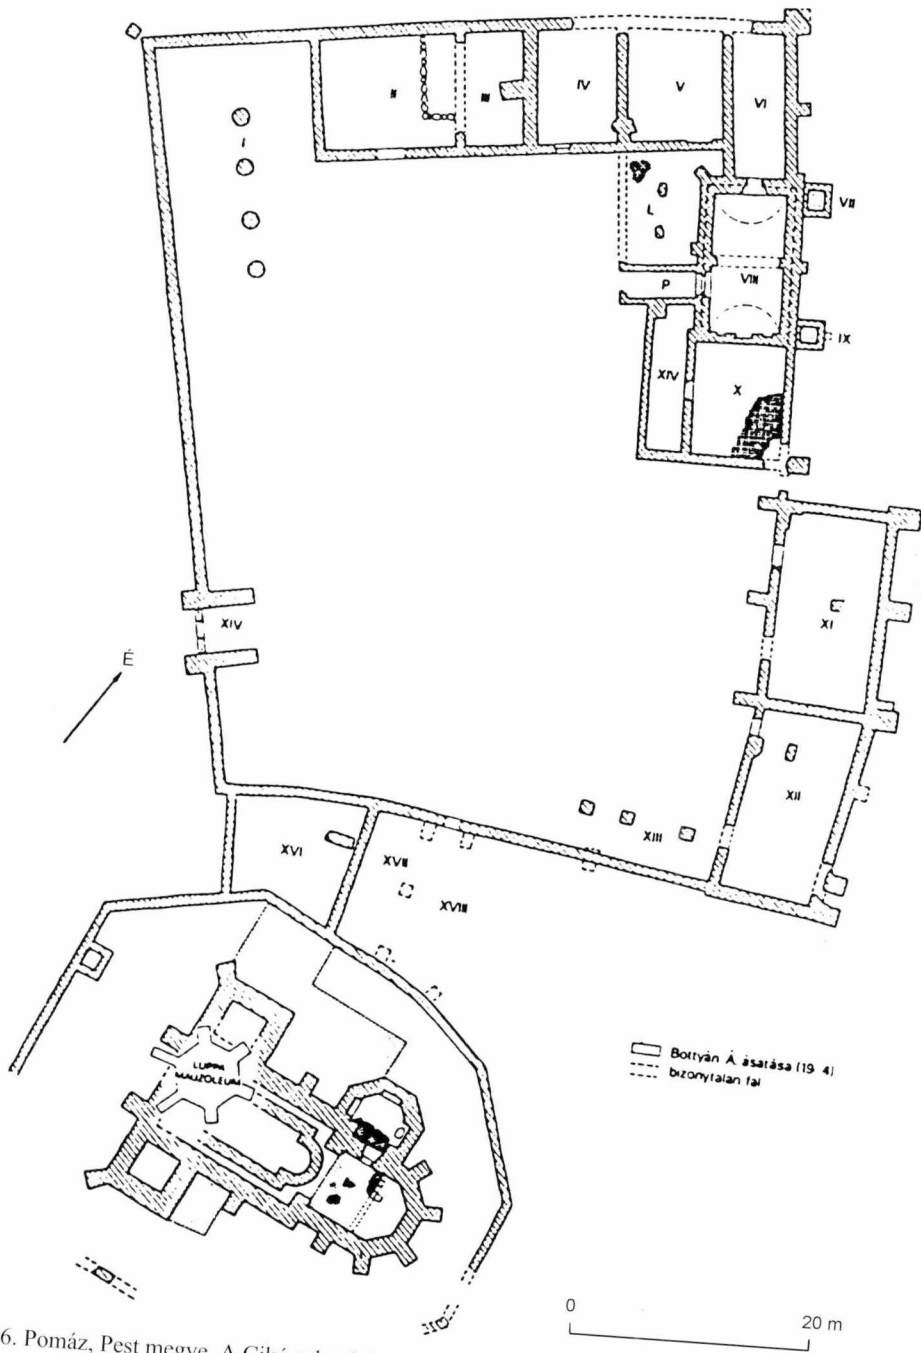 I
II
III
IV
V
VI
VII
L
P
VIII
IX
XIV
X
XIV
XI
É
XII
XIII
XVI
XVII
XVIII
LUPPA
MAUZOLEUM
Bottyán Á. ásatása (19 4)
bizonytalan fal
0
20 m
6. Pomáz, Pest megye. A